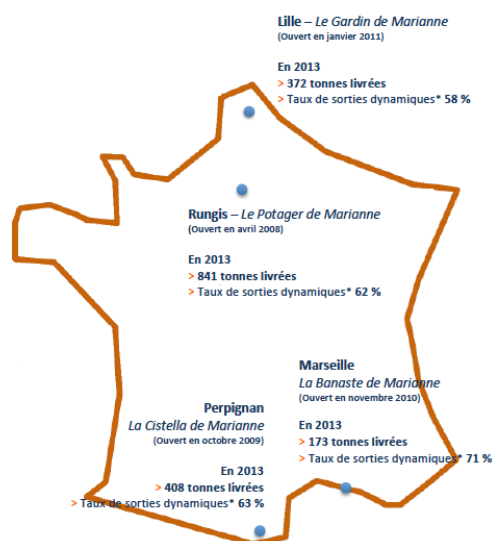 Lille – Le Gardin de Marianne
(Ouvert en janvier 2011)
En 2013
> 372 tonnes livrées
> Taux de sorties dynamiques* 58 %
Rungis – Le Potager de Marianne
(Ouvert en avril 2008)
En 2013
> 841 tonnes livrées
> Taux de sorties dynamiques* 62 %
Marseille
La Banaste de Marianne
(Ouvert en novembre 2010)
En 2013
> 173 tonnes livrées
> Taux de sorties dynamiques* 71 %
Perpignan
La Cistella de Marianne
(Ouvert en octobre 2009)
En 2013
> 408 tonnes livrées
> Taux de sorties dynamiques* 63 %